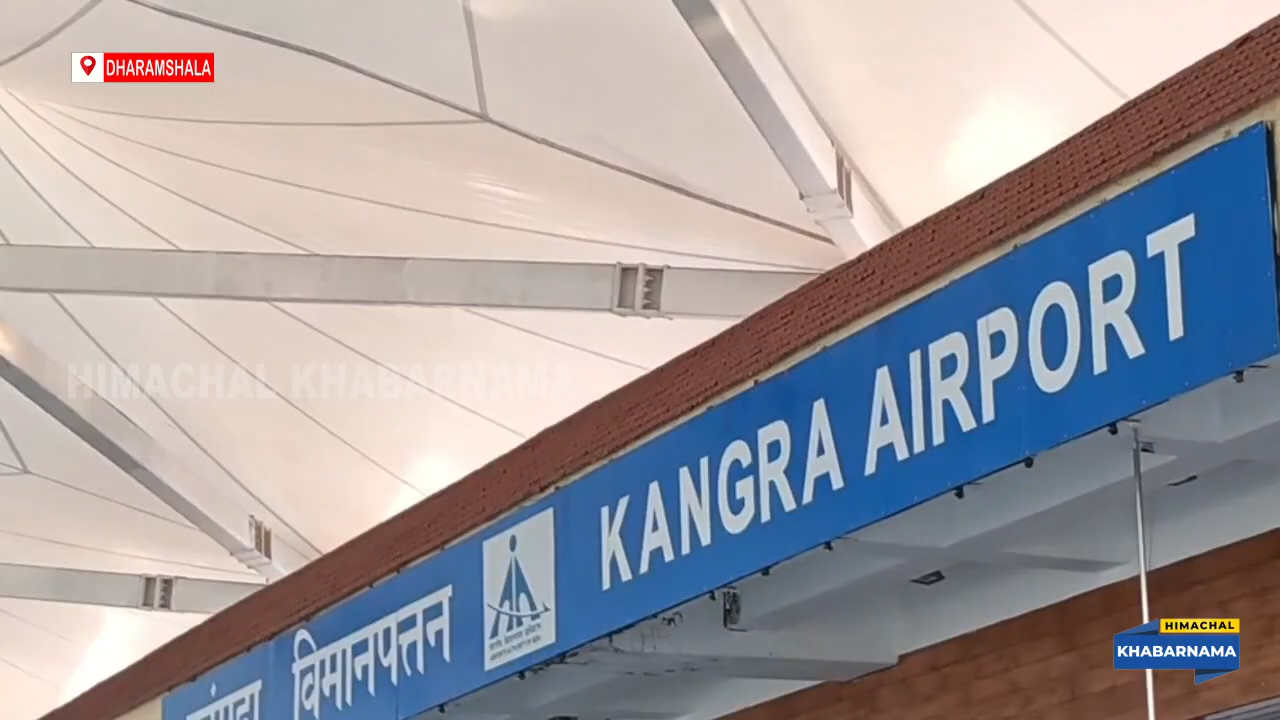 DHARAMSHALA
HIMACHAL KHABARNAMA
KANGRA AIRPORT
विमानपत्तन
HIMACHAL
KHABARNAMA